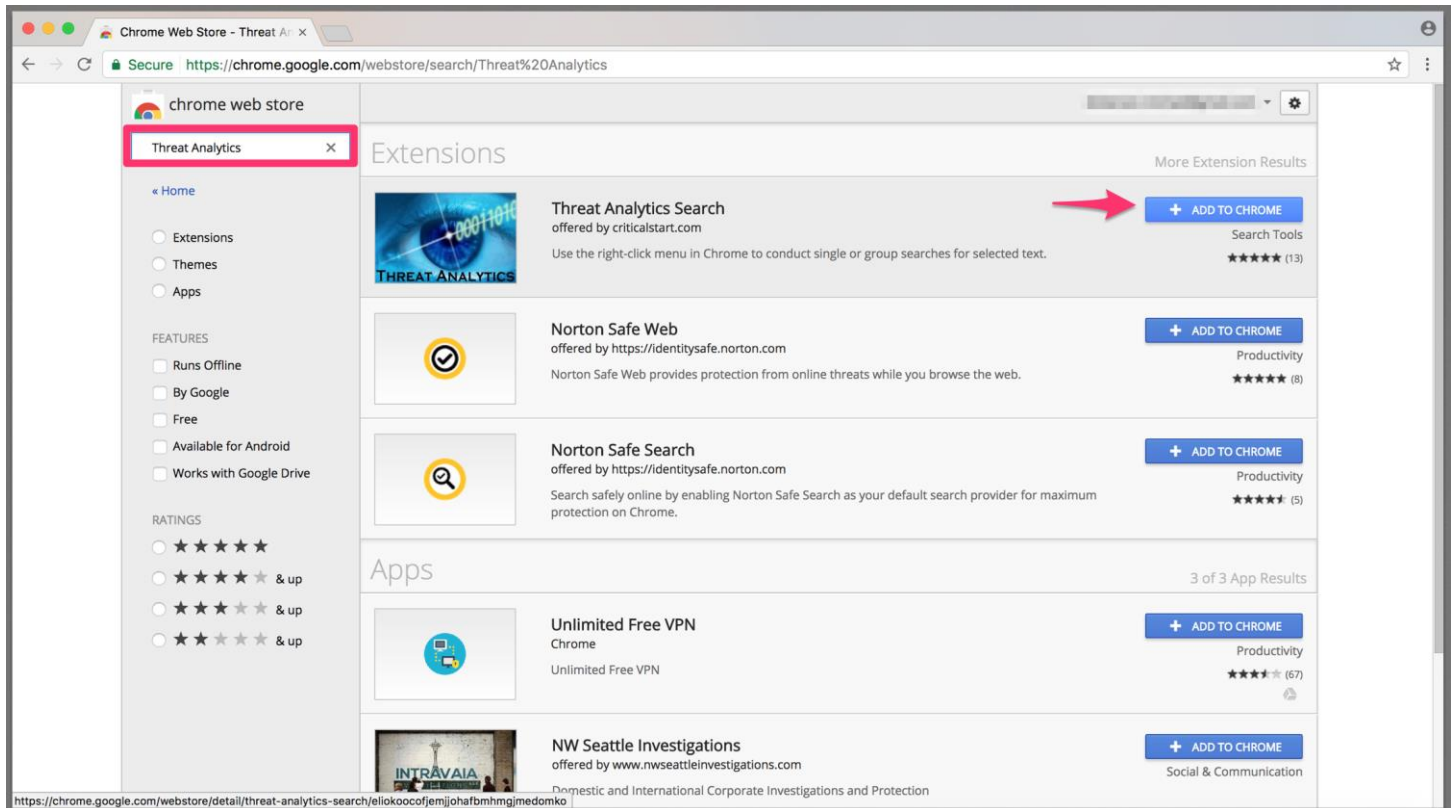 Chrome Web Store - Threat An
Secure https://chrome.google.com/webstore/search/Threat%20Analytics
chrome web store
Threat Analytics
« Home
Extensions
Themes
Apps
FEATURES
Runs Offline
By Google
Free
Available for Android
Works with Google Drive
RATINGS
& up
& up
& up
Extensions
More Extension Results
00011010
THREAT ANALYTICS
Threat Analytics Search
offered by criticalstart.com
Use the right-click menu in Chrome to conduct single or group searches for selected text.
ADD TO CHROME
Search Tools
(13)
Norton Safe Web
offered by https://identitysafe.norton.com
Norton Safe Web provides protection from online threats while you browse the web.
ADD TO CHROME
Productivity
(8)
Norton Safe Search
offered by https://identitysafe.norton.com
Search safely online by enabling Norton Safe Search as your default search provider for maximum
protection on Chrome.
ADD TO CHROME
Productivity
(5)
Apps
3 of 3 App Results
Unlimited Free VPN
Chrome
Unlimited Free VPN
ADD TO CHROME
Productivity
(67)
INTRAVAIA
NW Seattle Investigations
offered by www.nwseattleinvestigations.com
Domestic and International Corporate Investigations and Protection
ADD TO CHROME
Social & Communication
https://chrome.google.com/webstore/detail/threat-analytics-search/eliokoocofjemjjohafbmhmgjmedomko